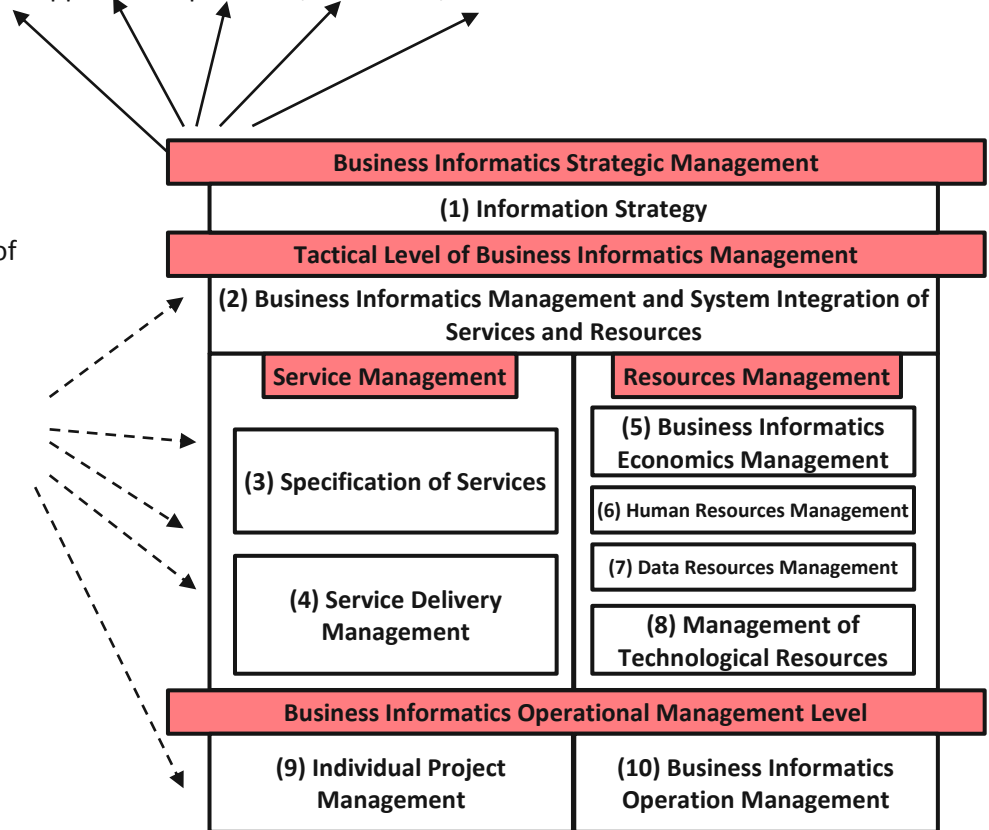 of
Business Informatics Strategic Management
(1) Information Strategy
Tactical Level of Business Informatics Management
(2) Business Informatics Management and System Integration of
Services and Resources
Service Management
Resources Management
(3) Specification of Services
(4) Service Delivery
Management
(5) Business Informatics
Economics Management
(6) Human Resources Management
(7) Data Resources Management
(8) Management of
Technological Resources
Business Informatics Operational Management Level
(9) Individual Project
Management
(10) Business Informatics
Operation Management